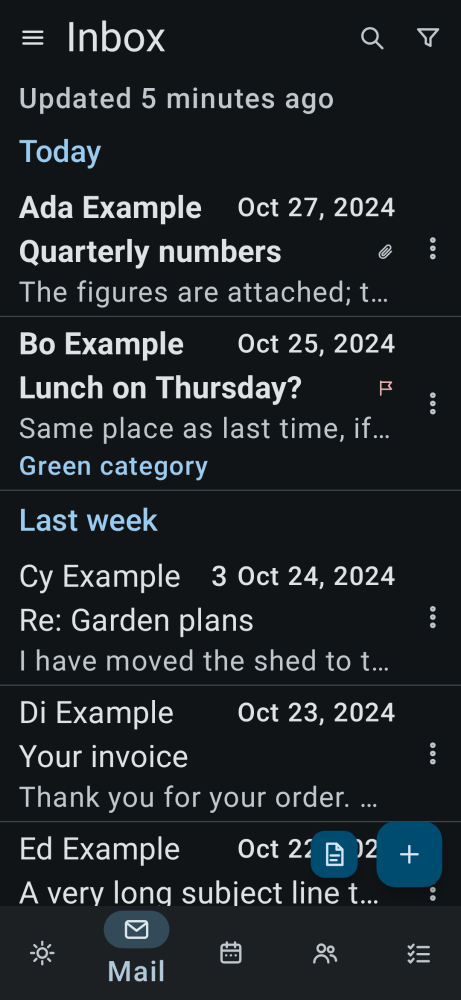 Inbox
Updated 5 minutes ago
Today
Ada Example Oct 27, 2024
Quarterly numbers
The figures are attached; t…
Bo Example Oct 25, 2024
Lunch on Thursday?
Same place as last time, if…
Green category
Last week
Cy Example 3 Oct 24, 2024
Re: Garden plans
I have moved the shed to t…
Di Example Oct 23, 2024
Your invoice
Thank you for your order. …
Ed Example Oct
A very long subject line t…
Mail